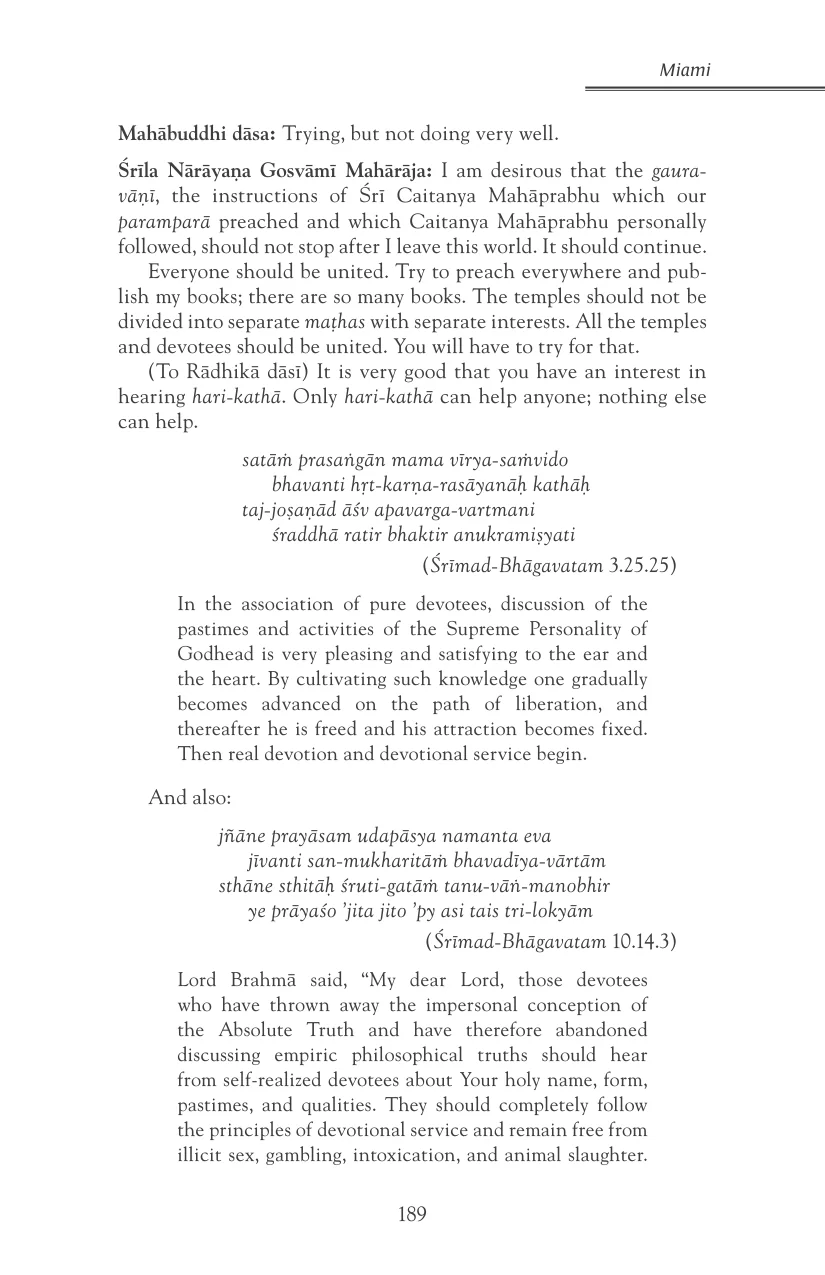 Miami
Mahābuddhi dāsa: Trying, but not doing very well.
Śrīla Nārāyaṇa Gosvāmī Mahārāja: I am desirous that the gaura-
vāṇī, the instructions of Śrī Caitanya Mahāprabhu which our
paramparā preached and which Caitanya Mahāprabhu personally
followed, should not stop after I leave this world. It should continue.
Everyone should be united. Try to preach everywhere and pub-
lish my books; there are so many books. The temples should not be
divided into separate maṭhas with separate interests. All the temples
and devotees should be united. You will have to try for that.
(To Rādhikā dāsī) It is very good that you have an interest in
hearing hari-kathā. Only hari-kathā can help anyone; nothing else
can help.
satāṁ prasaṅgān mama vīrya-saṁvido
bhavanti hṛt-karṇa-rasāyanāḥ kathāḥ
taj-joṣaṇād āśv apavarga-vartmani
śraddhā ratir bhaktir anukramiṣyati
(Śrīmad-Bhāgavatam 3.25.25)
In the association of pure devotees, discussion of the
pastimes and activities of the Supreme Personality of
Godhead is very pleasing and satisfying to the ear and
the heart. By cultivating such knowledge one gradually
becomes advanced on the path of liberation, and
thereafter he is freed and his attraction becomes fixed.
Then real devotion and devotional service begin.
And also:
jñāne prayāsam udapāsya namanta eva
jīvanti san-mukharitāṁ bhavadīya-vārtām
sthāne sthitāḥ śruti-gatāṁ tanu-vāṅ-manobhir
ye prāyaśo ’jita jito ’py asi tais tri-lokyām
(Śrīmad-Bhāgavatam 10.14.3)
Lord Brahmā said, “My dear Lord, those devotees
who have thrown away the impersonal conception of
the Absolute Truth and have therefore abandoned
discussing empiric philosophical truths should hear
from self-realized devotees about Your holy name, form,
pastimes, and qualities. They should completely follow
the principles of devotional service and remain free from
illicit sex, gambling, intoxication, and animal slaughter.
189